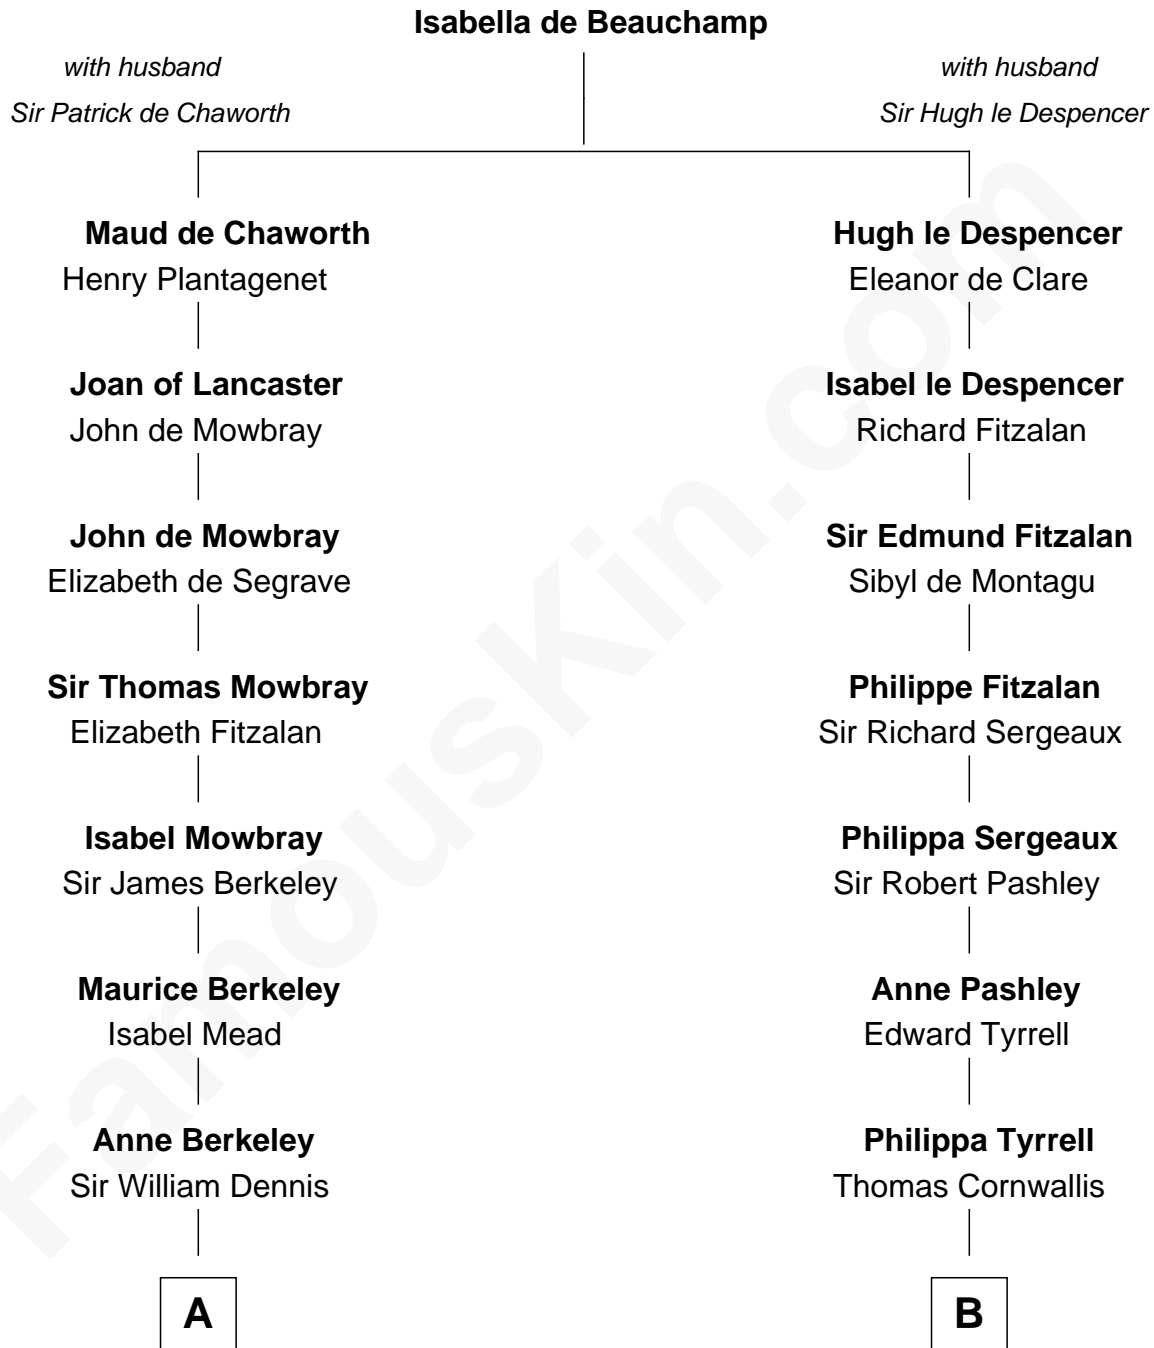 Isabella de Beauchamp
with husband
Sir Patrick de Chaworth
with husband
Sir Hugh le Despencer
Maud de Chaworth
Henry Plantagenet
Hugh le Despencer
Eleanor de Clare
Joan of Lancaster
John de Mowbray
Isabel le Despencer
Richard Fitzalan
John de Mowbray
Elizabeth de Segrave
Sir Edmund Fitzalan
Sibyl de Montagu
Sir Thomas Mowbray
Elizabeth Fitzalan
Philippe Fitzalan
Sir Richard Sergeaux
Isabel Mowbray
Sir James Berkeley
Philippa Sergeaux
Sir Robert Pashley
Maurice Berkeley
Isabel Mead
Anne Pashley
Edward Tyrrell
Anne Berkeley
Sir William Dennis
Philippa Tyrrell
Thomas Cornwallis
A
B
FamousKin.com